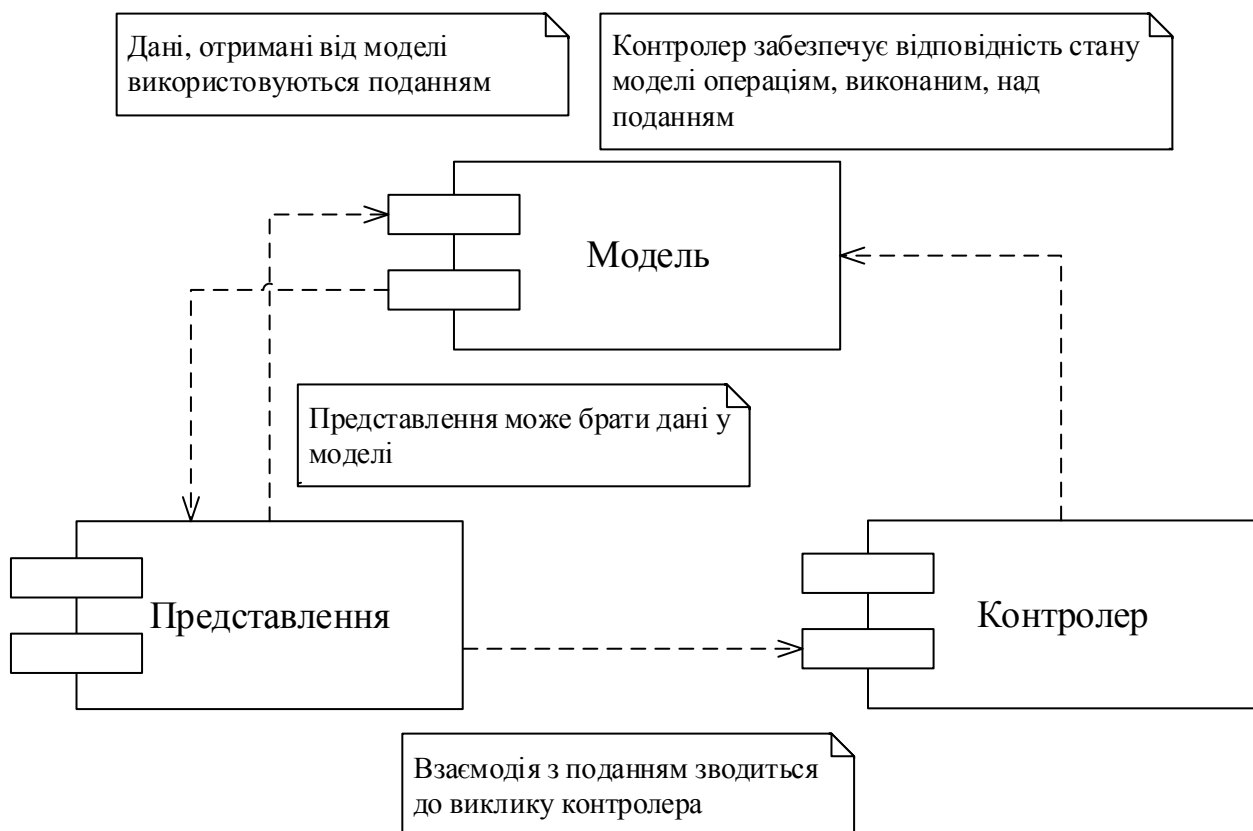 Дані, отримані від моделі
використовуються поданням
Контролер забезпечує відповідність стану
моделі операціям, виконаним, над
поданням
Модель
Представлення може брати дані у
моделі
Представлення
Контролер
Взаємодія з поданням зводиться
до виклику контролера